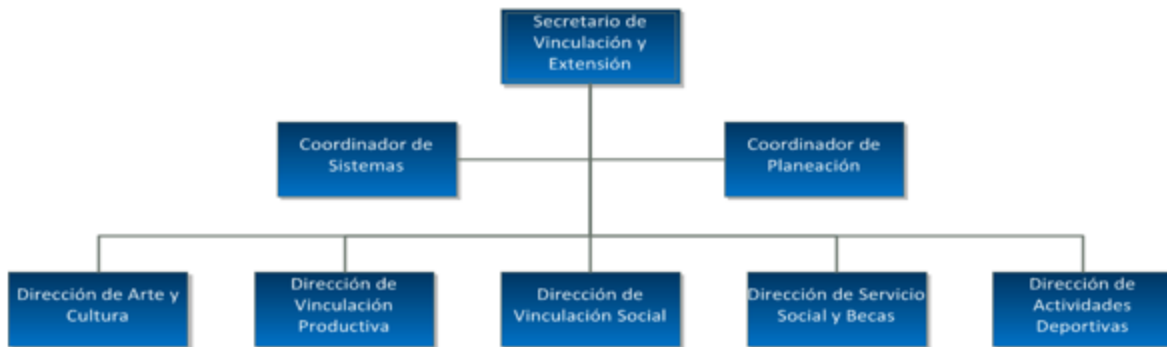 Secretario de
Vinculación y
Extensión
Coordinador de
Sistemas
Coordinador de
Planeación
Dirección de Arte y
Cultura
Dirección de
Vinculación
Productiva
Dirección de
Vinculación Social
Dirección de Servicio
Social y Becas
Dirección de
Actividades
Deportivas